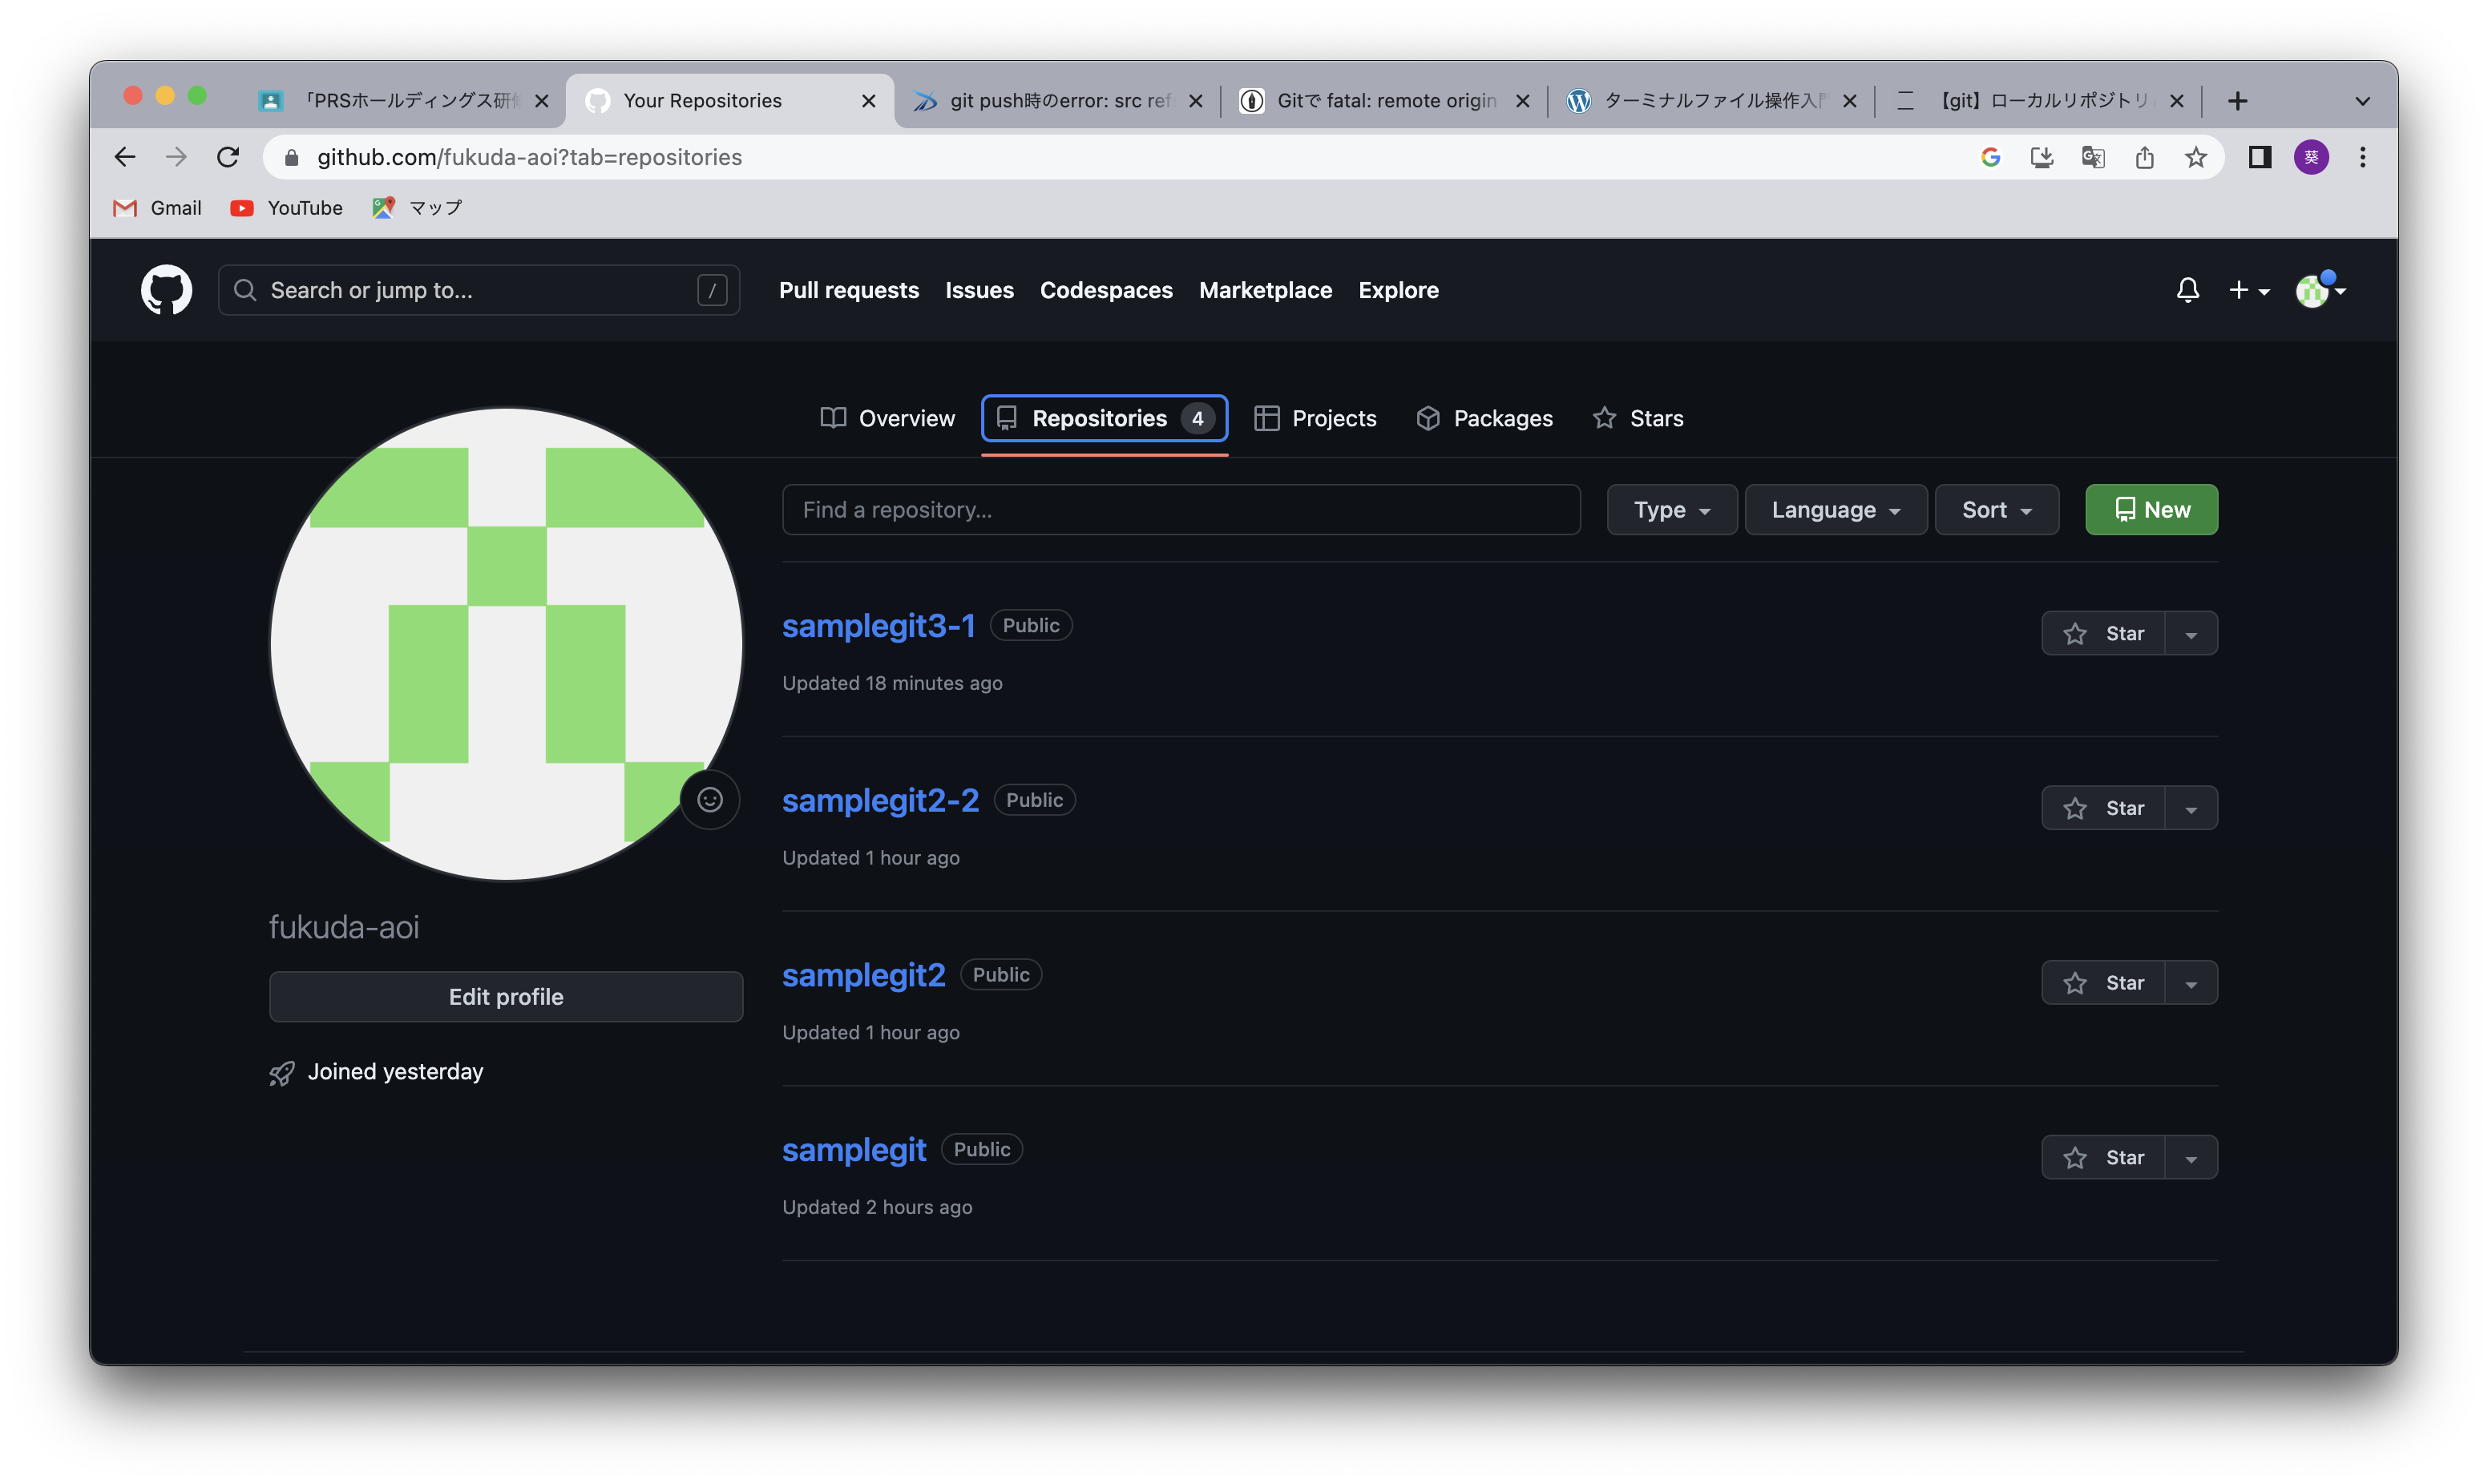 「PRSホールディングス研
Your Repositories
git push時のerror: src ref
Gitで fatal: remote origin
ターミナルファイル操作入門
【git】ローカルリポジトリ
github.com/fukuda-aoi?tab=repositories
葵
Gmail
YouTube
マップ
Search or jump to...
/
Pull requests
Issues
Codespaces
Marketplace
Explore
Overview
Repositories 4
Projects
Packages
Stars
Find a repository...
Type
Language
Sort
New
samplegit3-1 Public
Star
Updated 18 minutes ago
samplegit2-2 Public
Star
Updated 1 hour ago
fukuda-aoi
samplegit2 Public
Star
Edit profile
Updated 1 hour ago
Joined yesterday
samplegit Public
Star
Updated 2 hours ago